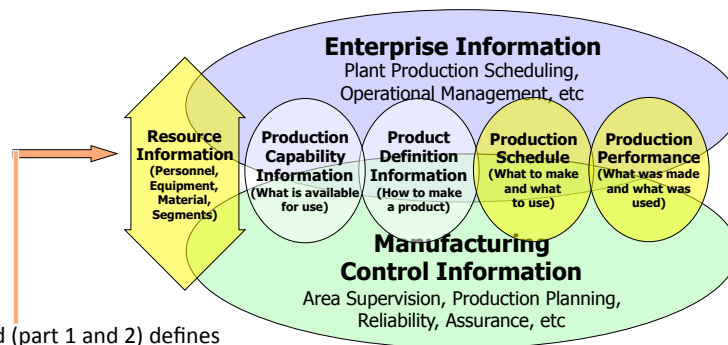 Enterprise Information
Plant Production Scheduling,
Operational Management, etc
Resource
Information
(Personnel,
Equipment,
Material,
Segments)
Production
Capability
Information
(What is available
for use)
Product
Definition
Information
(How to make
a product)
Production
Schedule
(What to make
and what
to use)
Production
Performance
(What was made
and what was
used)
Manufacturing
Control Information
Area Supervision, Production Planning,
Reliability, Assurance, etc
(part 1 and 2) defines